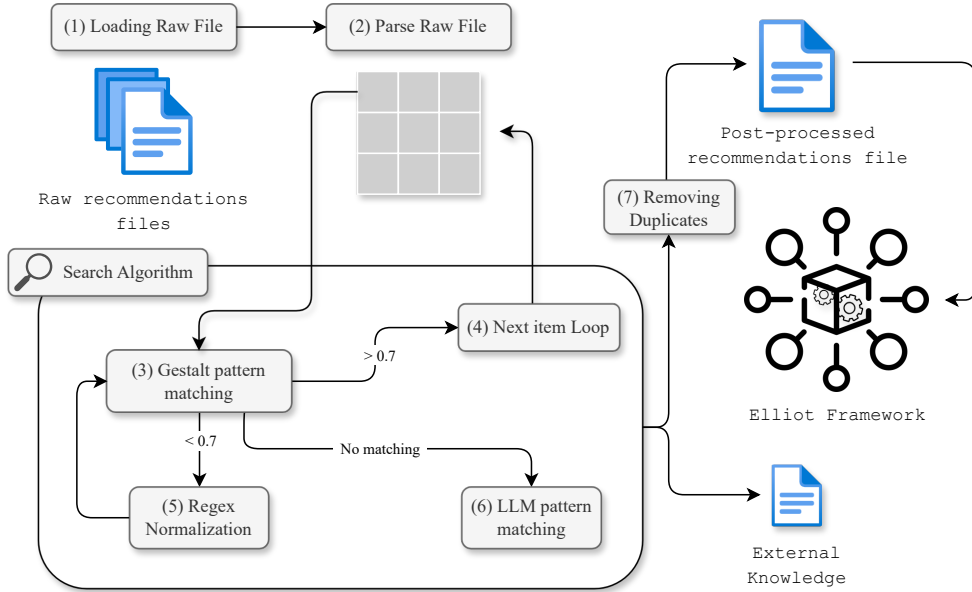 (1) Loading Raw File
(2) Parse Raw File
Raw recommendations
files
Post-processed
recommendations file
(7) Removing
Duplicates
Search Algorithm
(4) Next item Loop
> 0.7
(3) Gestalt pattern
matching
< 0.7
No matching
(5) Regex
Normalization
(6) LLM pattern
matching
Elliot Framework
External
Knowledge